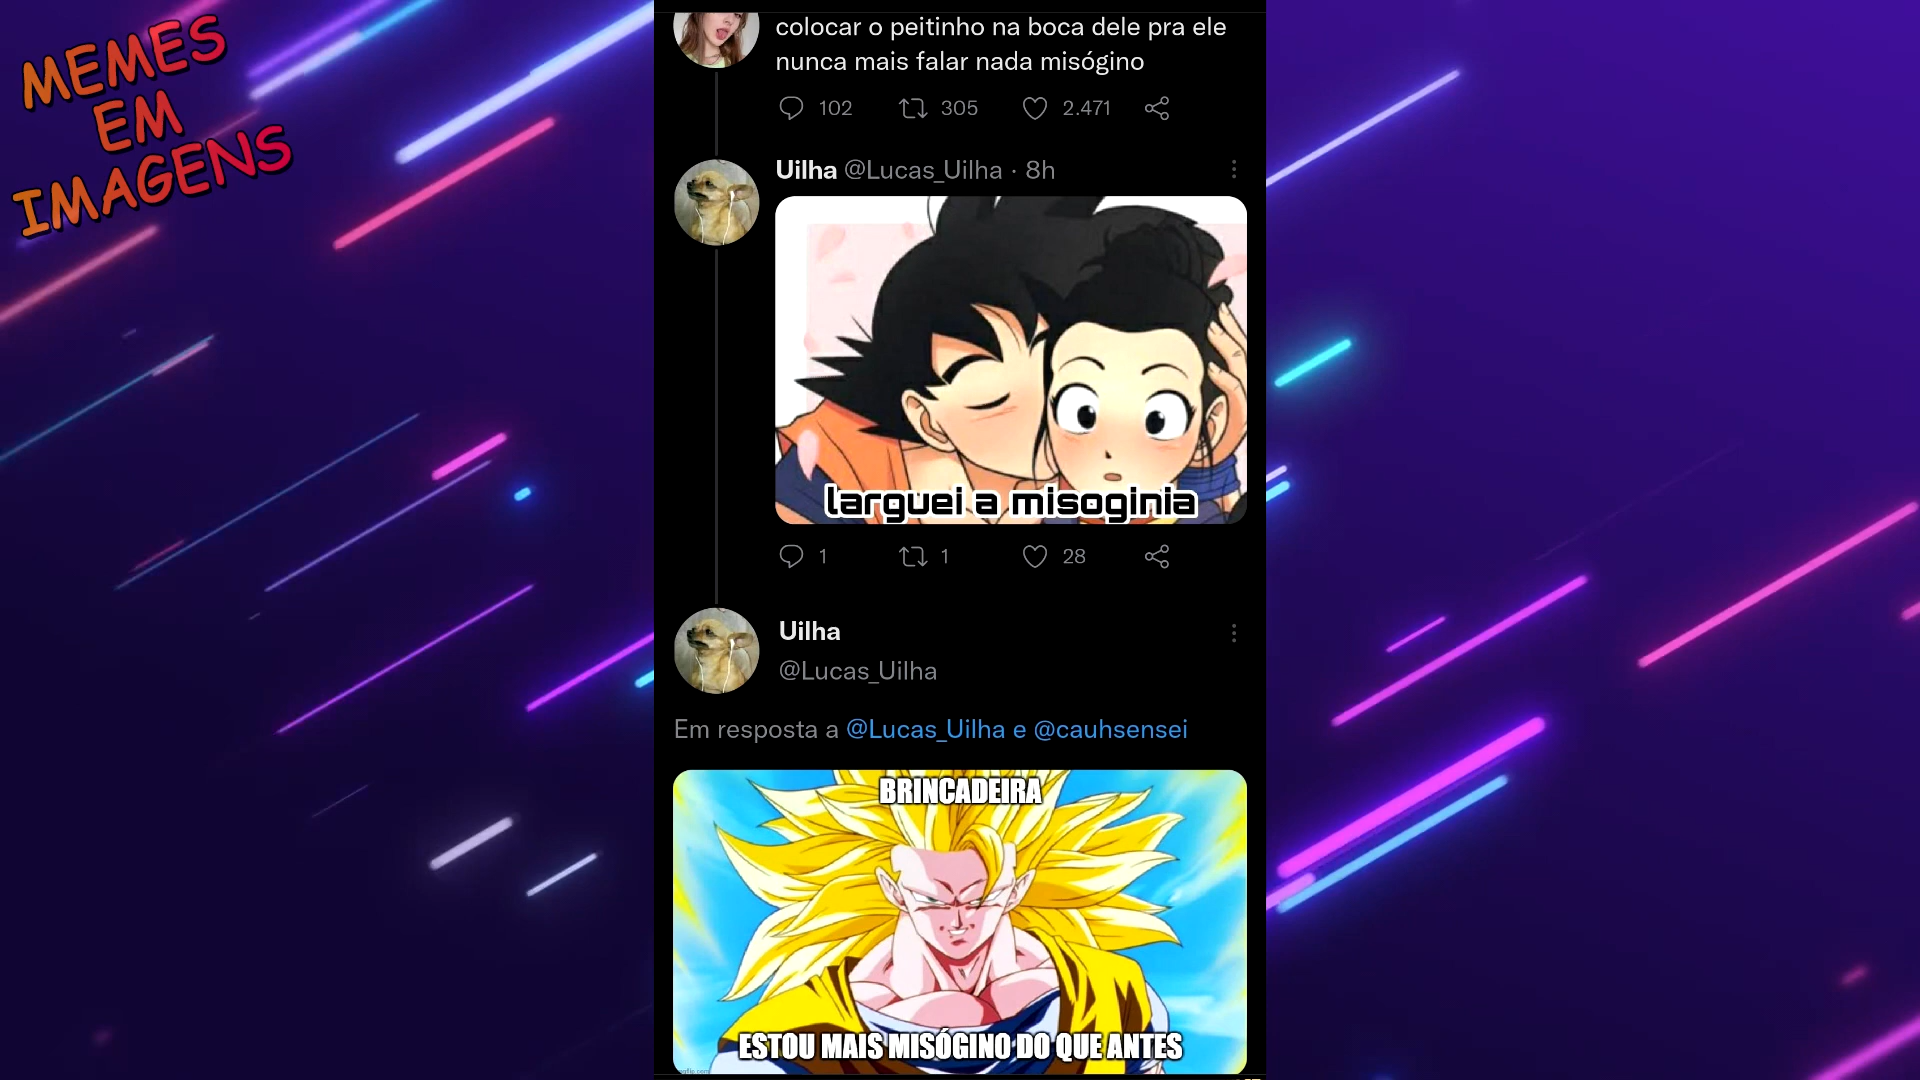 MEMES
EM
IMAGENS
colocar o peitinho na boca dele pra ele
nunca mais falar nada misógino
102 305 2.471
Uilha @Lucas_Uilha · 8h
larguei a misoginia
1 1 28
Uilha
@Lucas_Uilha
Em resposta a @Lucas_Uilha e @cauhsensei
BRINCADEIRA
ESTOU MAIS MISÓGINO DO QUE ANTES
imgflip.com